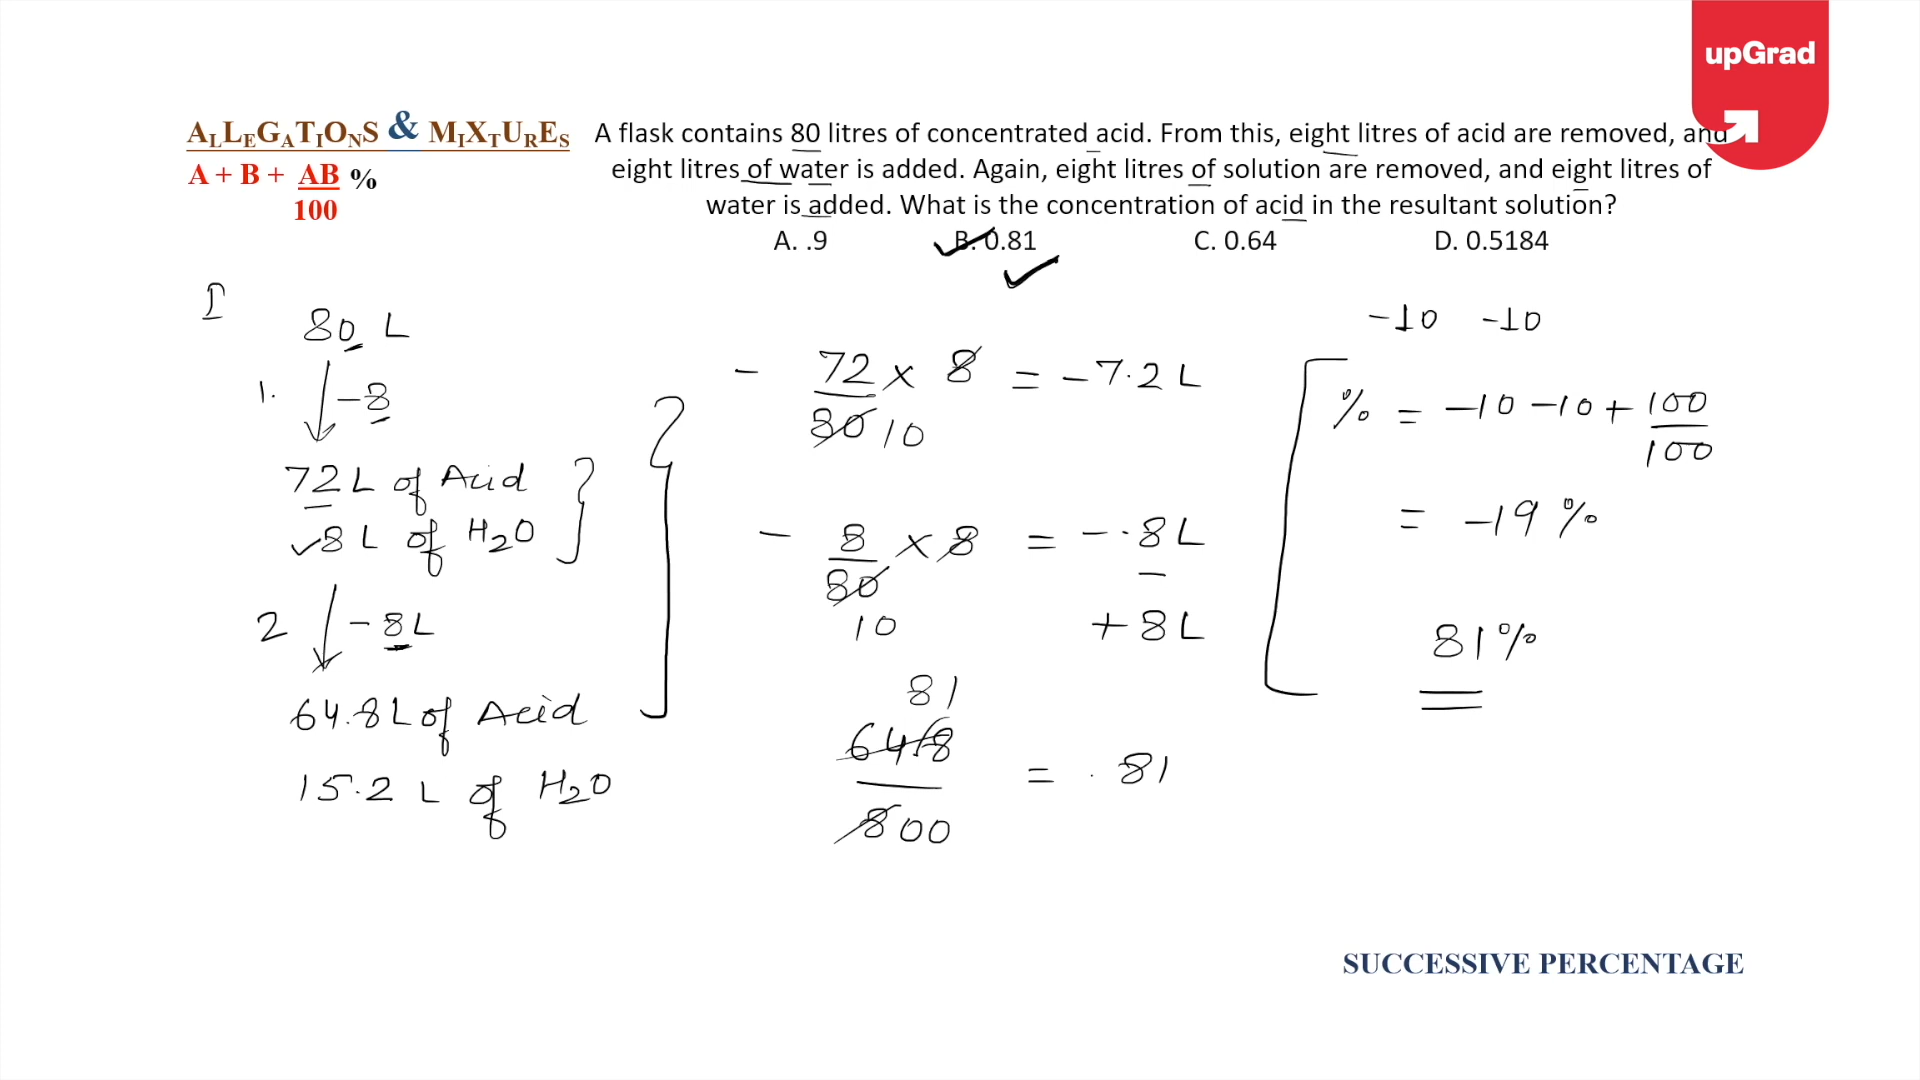 upGrad
ALLEGATIONS & MIXTURES
A + B + AB/100 %
A flask contains 80 litres of concentrated acid. From this, eight litres of acid are removed, and
eight litres of water is added. Again, eight litres of solution are removed, and eight litres of
water is added. What is the concentration of acid in the resultant solution?
A. .9 B. 0.81 C. 0.64 D. 0.5184
I
80 L
1. -8
72 L of Acid
8 L of H2O
2 -8L
64.8 L of Acid
15.2 L of H2O
- 72/80 10 × 8 = -7.2 L
- 8/80 10 × 8 = -.8 L
+ 8 L
81
648/800 = .81
-10 -10
% = -10 -10 + 100/100
= -19 %
81 %
SUCCESSIVE PERCENTAGE